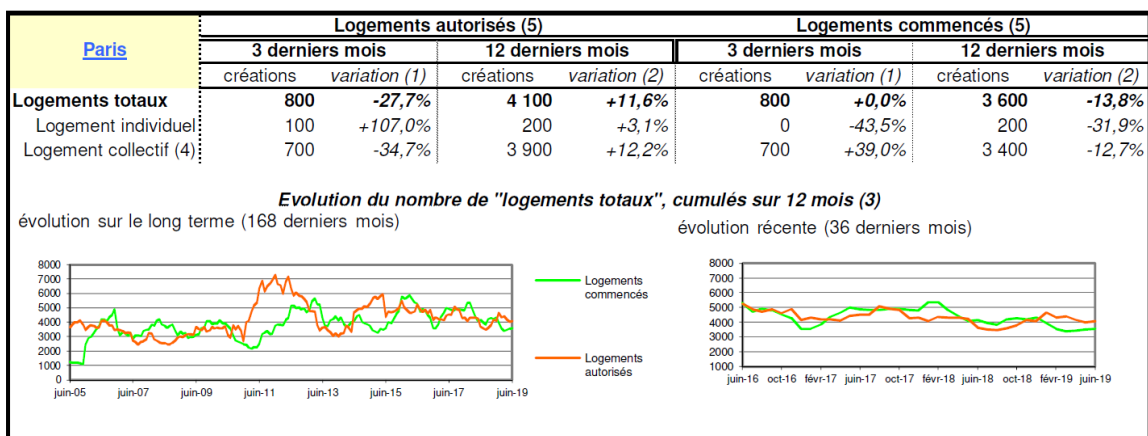 Paris
Logements autorisés (5) Logements commencés (5)
3 derniers mois 12 derniers mois 3 derniers mois 12 derniers mois
créations variation (1) créations variation (2) créations variation (1) créations variation (2)
Logements totaux 800 -27,7% 4 100 +11,6% 800 +0,0% 3 600 -13,8%
Logement individuel 100 +107,0% 200 +3,1% 0 -43,5% 200 -31,9%
Logement collectif (4) 700 -34,7% 3 900 +12,2% 700 +39,0% 3 400 -12,7%
Evolution du nombre de "logements totaux", cumulés sur 12 mois (3)
évolution sur le long terme (168 derniers mois)
8000
7000
6000
5000
4000
3000
2000
1000
0
juin-05 juin-07 juin-09 juin-11 juin-13 juin-15 juin-17 juin-19
Logements
commencés
Logements
autorisés
évolution récente (36 derniers mois)
8000
7000
6000
5000
4000
3000
2000
1000
juin-16 oct-16 févr-17 juin-17 oct-17 févr-18 juin-18 oct-18 févr-19 juin-19